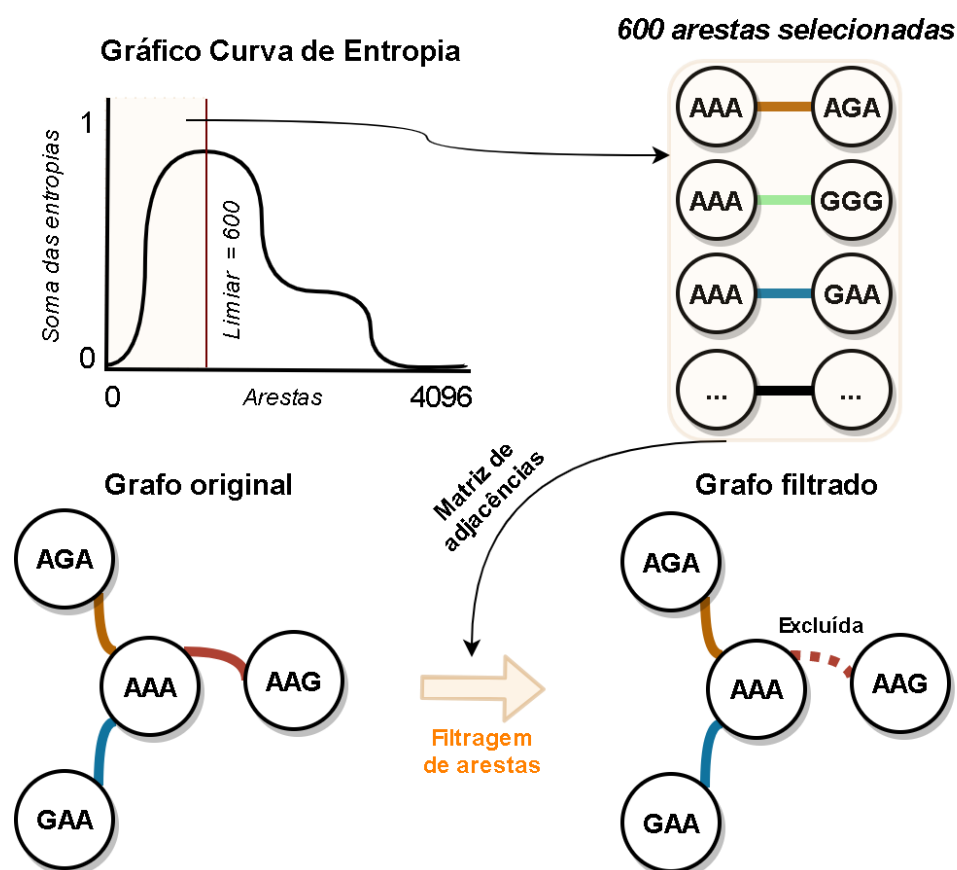 Gráfico Curva de Entropia
600 arestas selecionadas
1
Soma das entropias
Limiar = 600
0
0
Arestas
4096
AAA
AGA
AAA
GGG
AAA
GAA
...
...
Matriz de
adjacências
Grafo original
AGA
AAA
AAG
GAA
Filtragem
de arestas
Grafo filtrado
AGA
Excluída
AAA
AAG
GAA